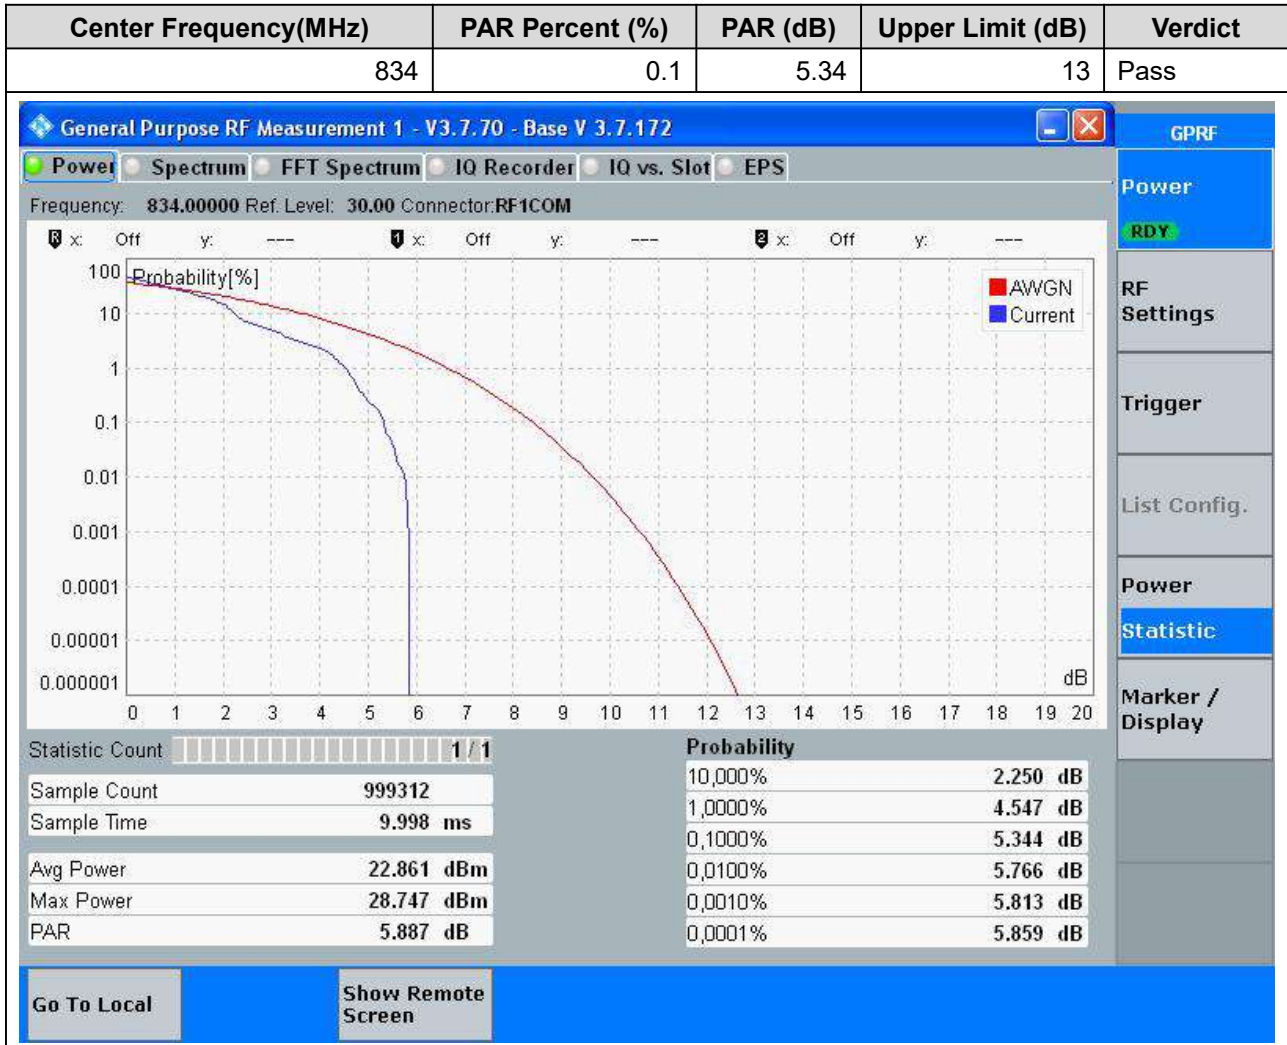 Center Frequency(MHz) PAR Percent (%) PAR (dB) Upper Limit (dB) Verdict
834 0.1 5.34 13 Pass
General Purpose RF Measurement 1 - V3.7.70 - Base V 3.7.172
GPRF
Power Spectrum FFT Spectrum IQ Recorder IQ vs. Slot EPS
Power
RDY
Frequency: 834.00000 Ref. Level: 30.00 Connector:RF1COM
R x: Off y: --- 1 x: Off y: --- 2 x: Off y: ---
Probability[%]
AWGN
Current
100
10
1
0.1
0.01
0.001
0.0001
0.00001
0.000001
dB
0 1 2 3 4 5 6 7 8 9 10 11 12 13 14 15 16 17 18 19 20
RF
Settings
Trigger
List Config.
Power
Statistic
Marker /
Display
Statistic Count 1 / 1
Sample Count 999312
Sample Time 9.998 ms
Avg Power 22.861 dBm
Max Power 28.747 dBm
PAR 5.887 dB
Probability
10,000% 2.250 dB
1,0000% 4.547 dB
0,1000% 5.344 dB
0,0100% 5.766 dB
0,0010% 5.813 dB
0,0001% 5.859 dB
Go To Local
Show Remote
Screen